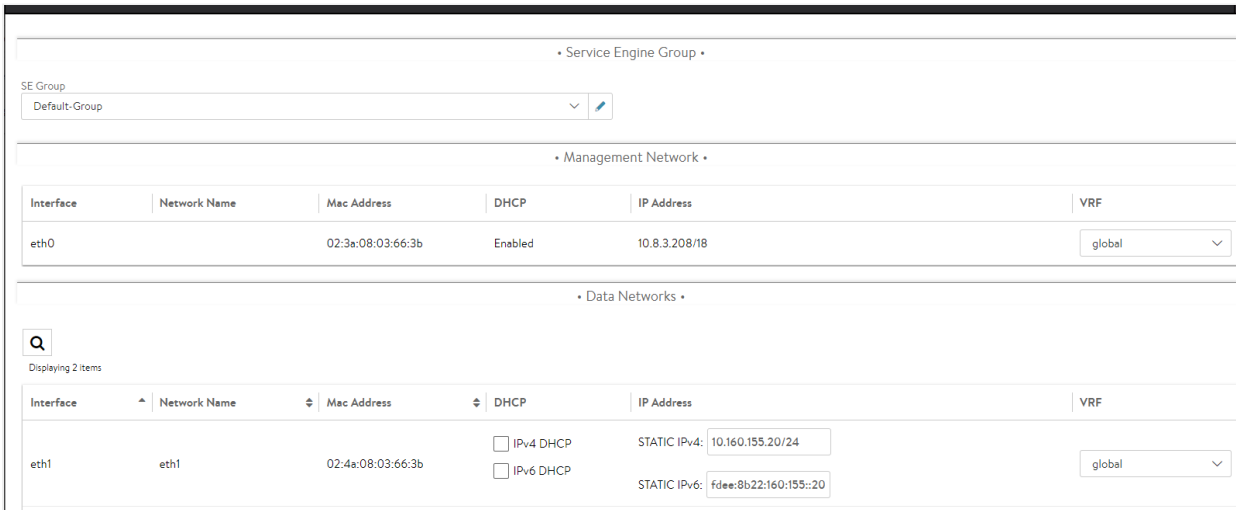 • Service Engine Group •
SE Group
Default-Group
• Management Network •
Interface Network Name Mac Address DHCP IP Address VRF
eth0 02:3a:08:03:66:3b Enabled 10.8.3.208/18 global
• Data Networks •
Displaying 2 items
Interface Network Name Mac Address DHCP IP Address VRF
IPv4 DHCP STATIC IPv4: 10.160.155.20/24
eth1 eth1 02:4a:08:03:66:3b global
IPv6 DHCP
STATIC IPv6: fdee:8b22:160:155::20